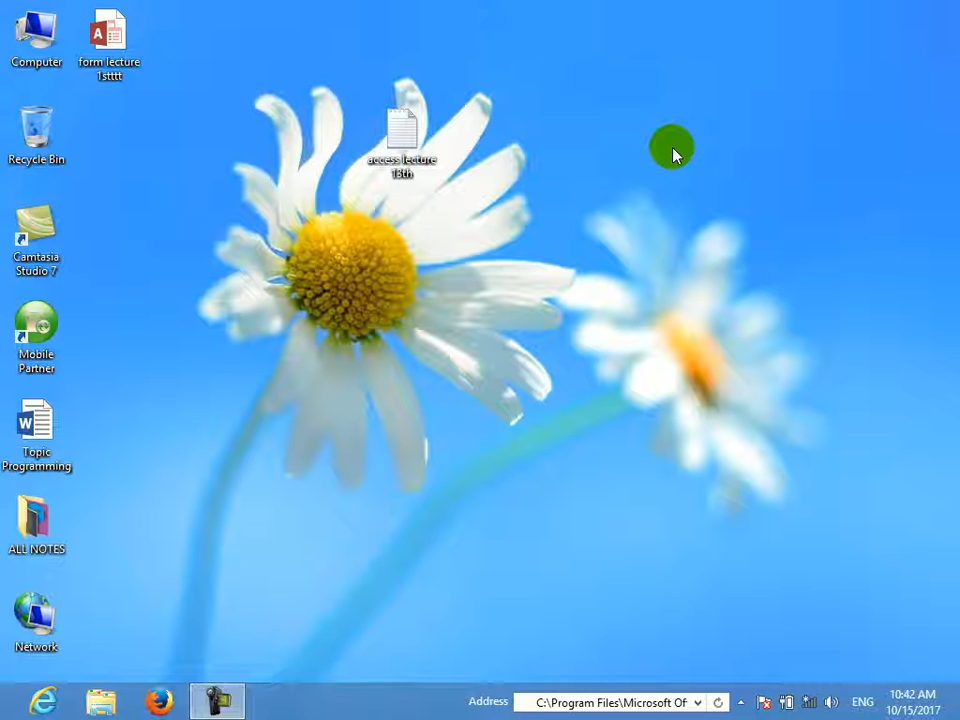 Computer
form lecture
1stttt
access lecture
13th
Recycle Bin
Camtasia
Studio 7
Mobile
Partner
Topic
Programming
ALL NOTES
Network
Address
C:\Program Files\Microsoft Of
ENG
10:42 AM
10/15/2017